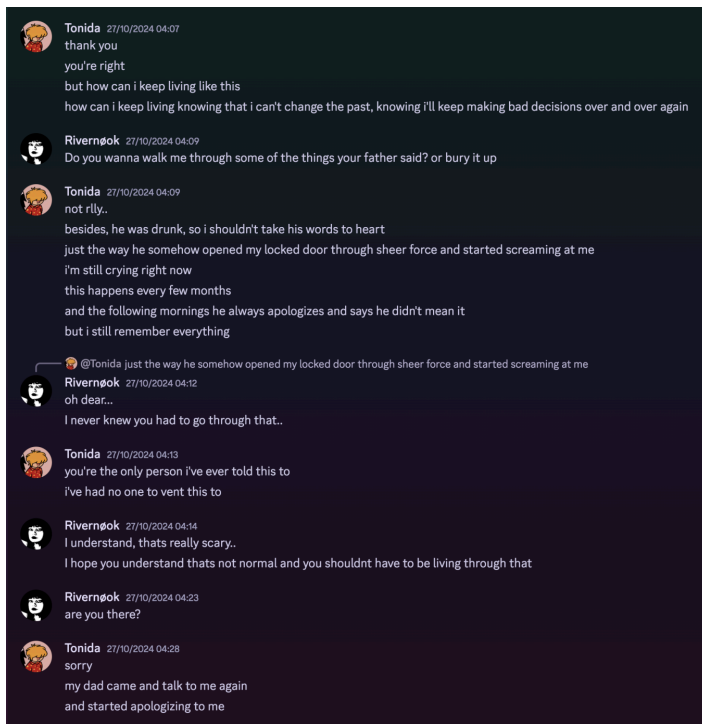 Tonida 27/10/2024 04:07
thank you
you're right
but how can i keep living like this
how can i keep living knowing that i can't change the past, knowing i'll keep making bad decisions over and over again
Rivernøok 27/10/2024 04:09
Do you wanna walk me through some of the things your father said? or bury it up
Tonida 27/10/2024 04:09
not rlly..
besides, he was drunk, so i shouldn't take his words to heart
just the way he somehow opened my locked door through sheer force and started screaming at me
i'm still crying right now
this happens every few months
and the following mornings he always apologizes and says he didn't mean it
but i still remember everything
@Tonida just the way he somehow opened my locked door through sheer force and started screaming at me
Rivernøok 27/10/2024 04:12
oh dear...
I never knew you had to go through that..
Tonida 27/10/2024 04:13
you're the only person i've ever told this to
i've had no one to vent this to
Rivernøok 27/10/2024 04:14
I understand, thats really scary..
I hope you understand thats not normal and you shouldnt have to be living through that
Rivernøok 27/10/2024 04:23
are you there?
Tonida 27/10/2024 04:28
sorry
my dad came and talk to me again
and started apologizing to me